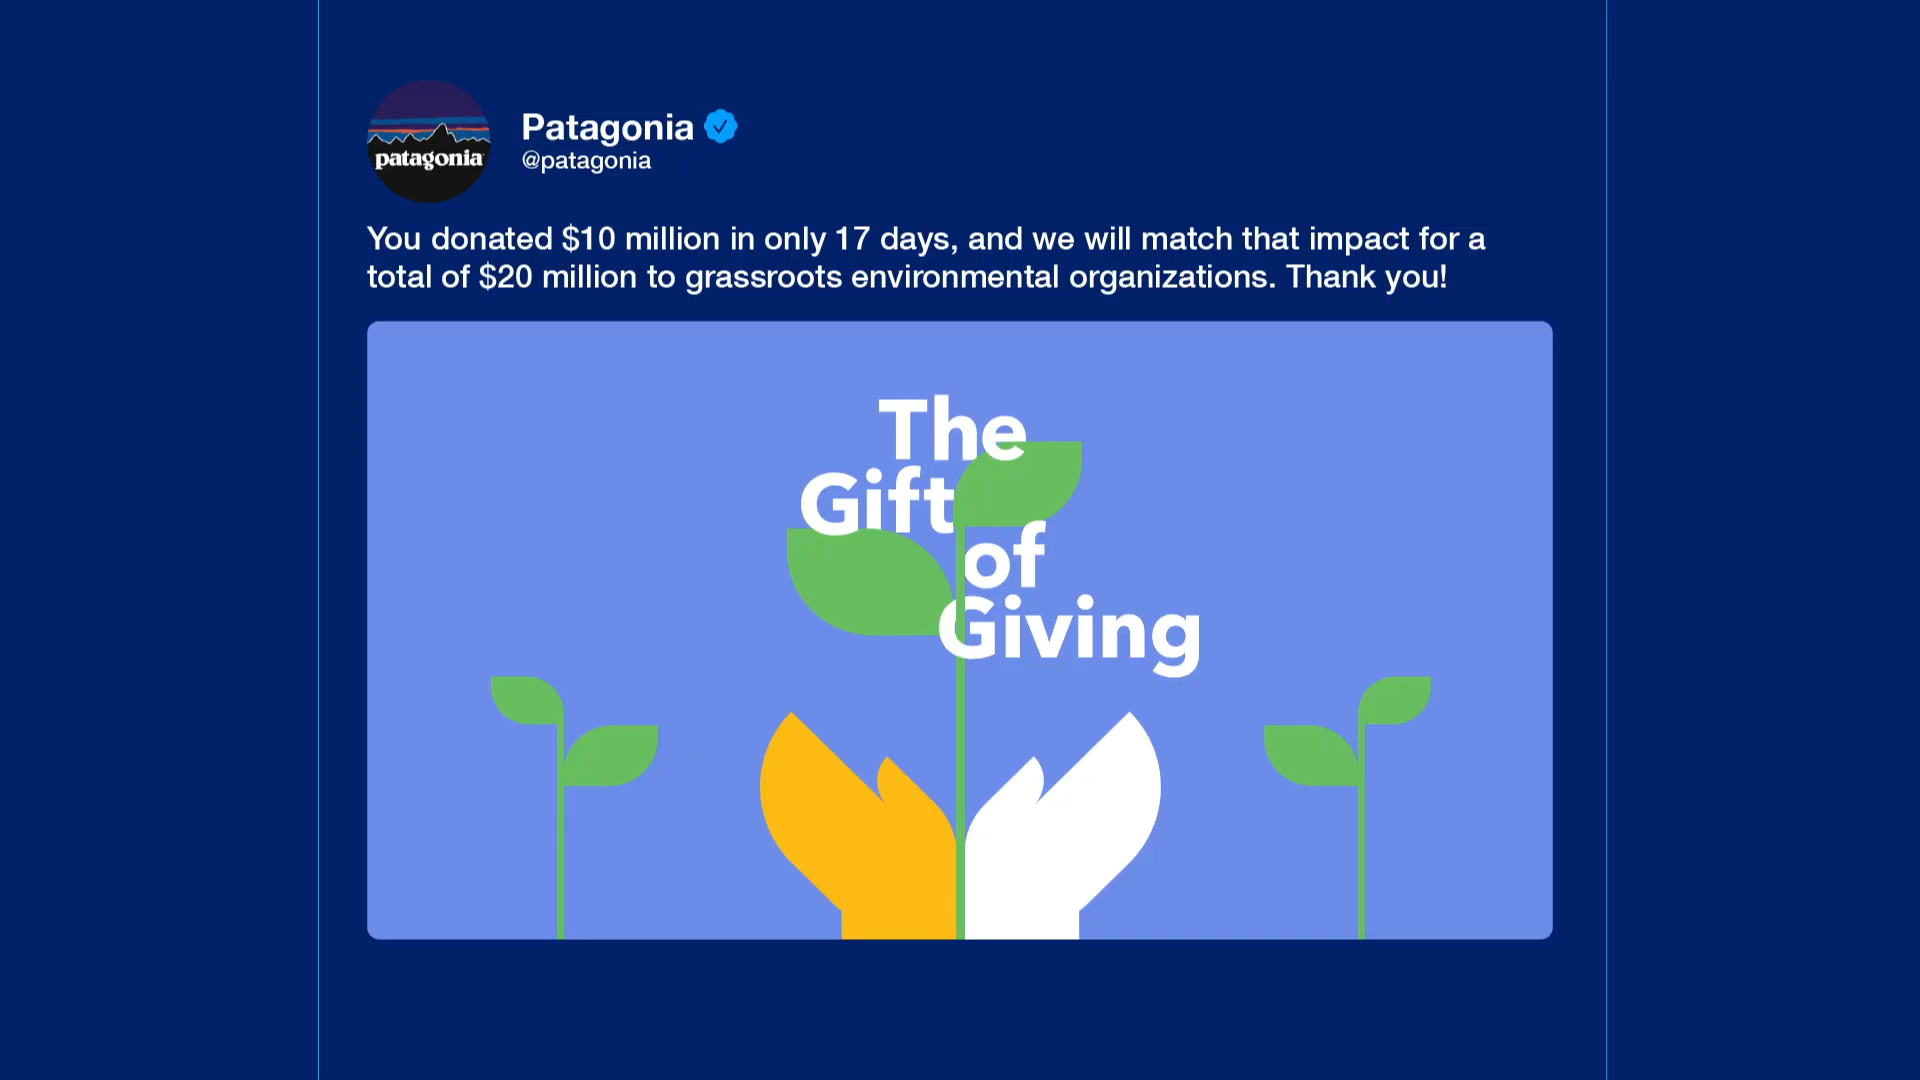 patagonia
Patagonia
@patagonia
You donated $10 million in only 17 days, and we will match that impact for a
total of $20 million to grassroots environmental organizations. Thank you!
The
Gift
of
Giving